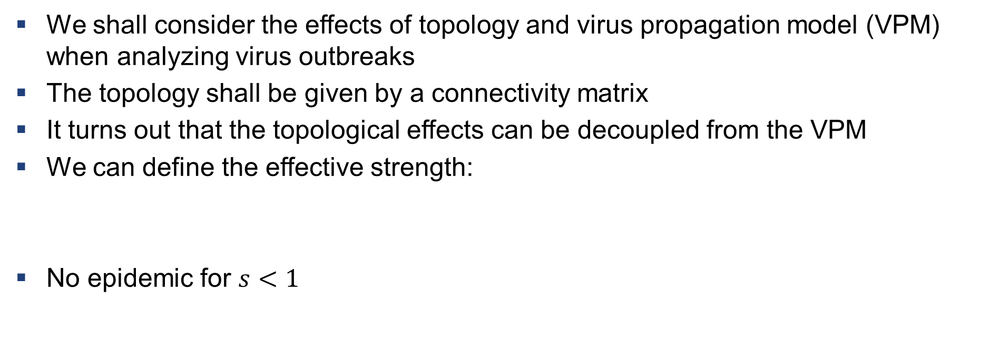 ▪ We shall consider the effects of topology and virus propagation model (VPM)
when analyzing virus outbreaks
▪ The topology shall be given by a connectivity matrix
▪ It turns out that the topological effects can be decoupled from the VPM
▪ We can define the effective strength:
▪ No epidemic for s < 1